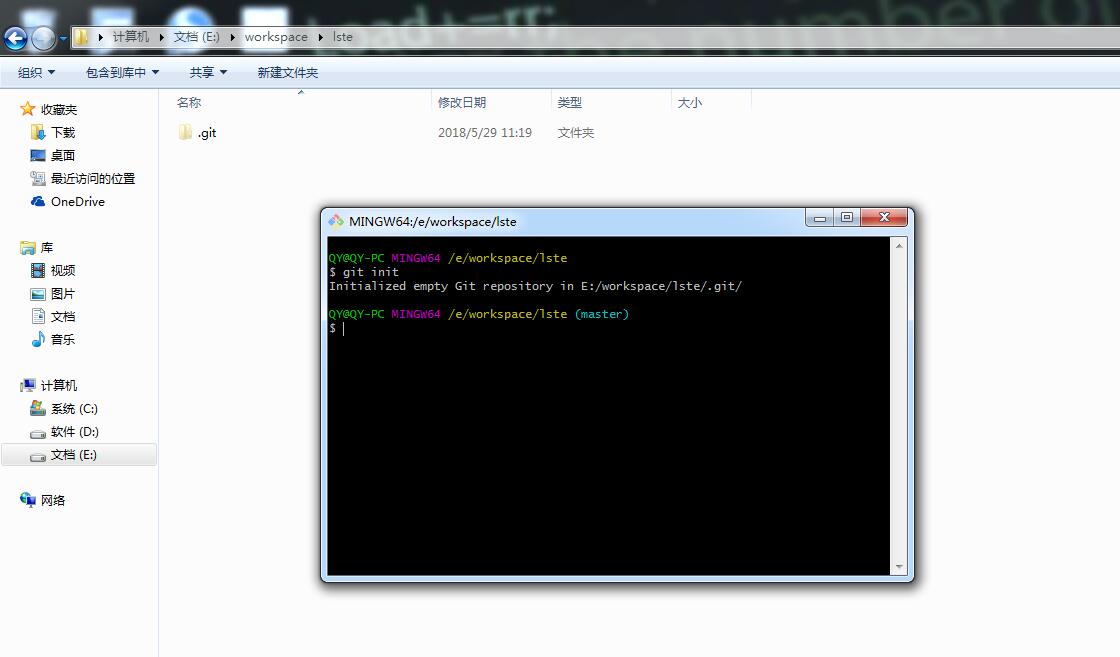 计算机 文档 (E:) workspace lste
组织 包含到库中 共享 新建文件夹
名称 修改日期 类型 大小
.git 2018/5/29 11:19 文件夹
收藏夹
下载
桌面
最近访问的位置
OneDrive
库
视频
图片
文档
音乐
计算机
系统 (C:)
软件 (D:)
文档 (E:)
网络
MINGW64:/e/workspace/lste
QY@QY-PC MINGW64 /e/workspace/lste
$ git init
Initialized empty Git repository in E:/workspace/lste/.git/
QY@QY-PC MINGW64 /e/workspace/lste (master)
$